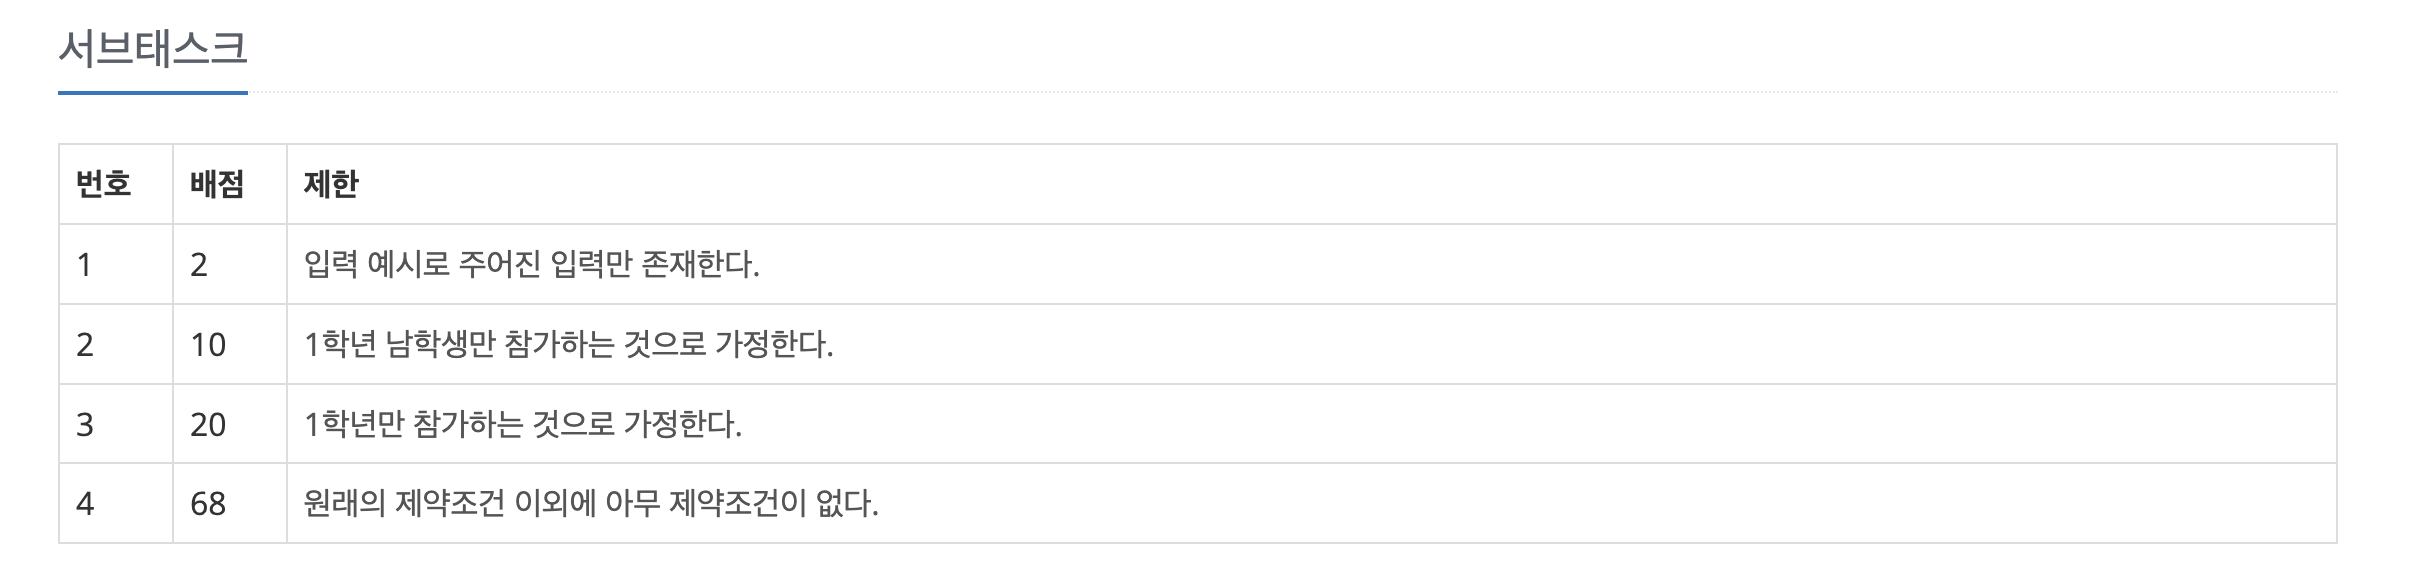 서브태스크
번호 배점 제한
1 2 입력 예시로 주어진 입력만 존재한다.
2 10 1학년 남학생만 참가하는 것으로 가정한다.
3 20 1학년만 참가하는 것으로 가정한다.
4 68 원래의 제약조건 이외에 아무 제약조건이 없다.